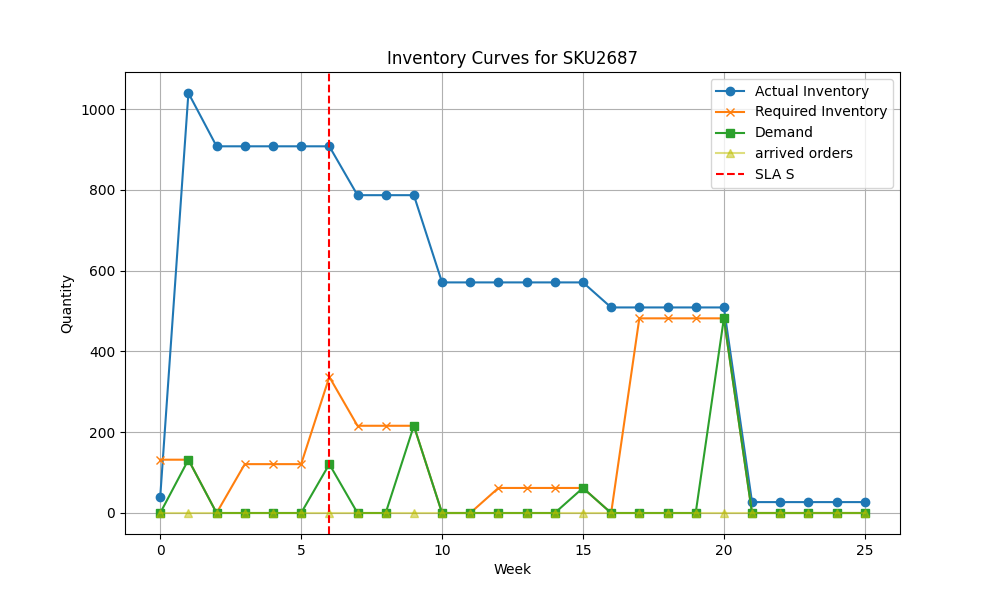 Inventory Curves for SKU2687
Actual Inventory
Required Inventory
Demand
arrived orders
SLA S
Quantity
1000
800
600
400
200
0
0 5 10 15 20 25
Week